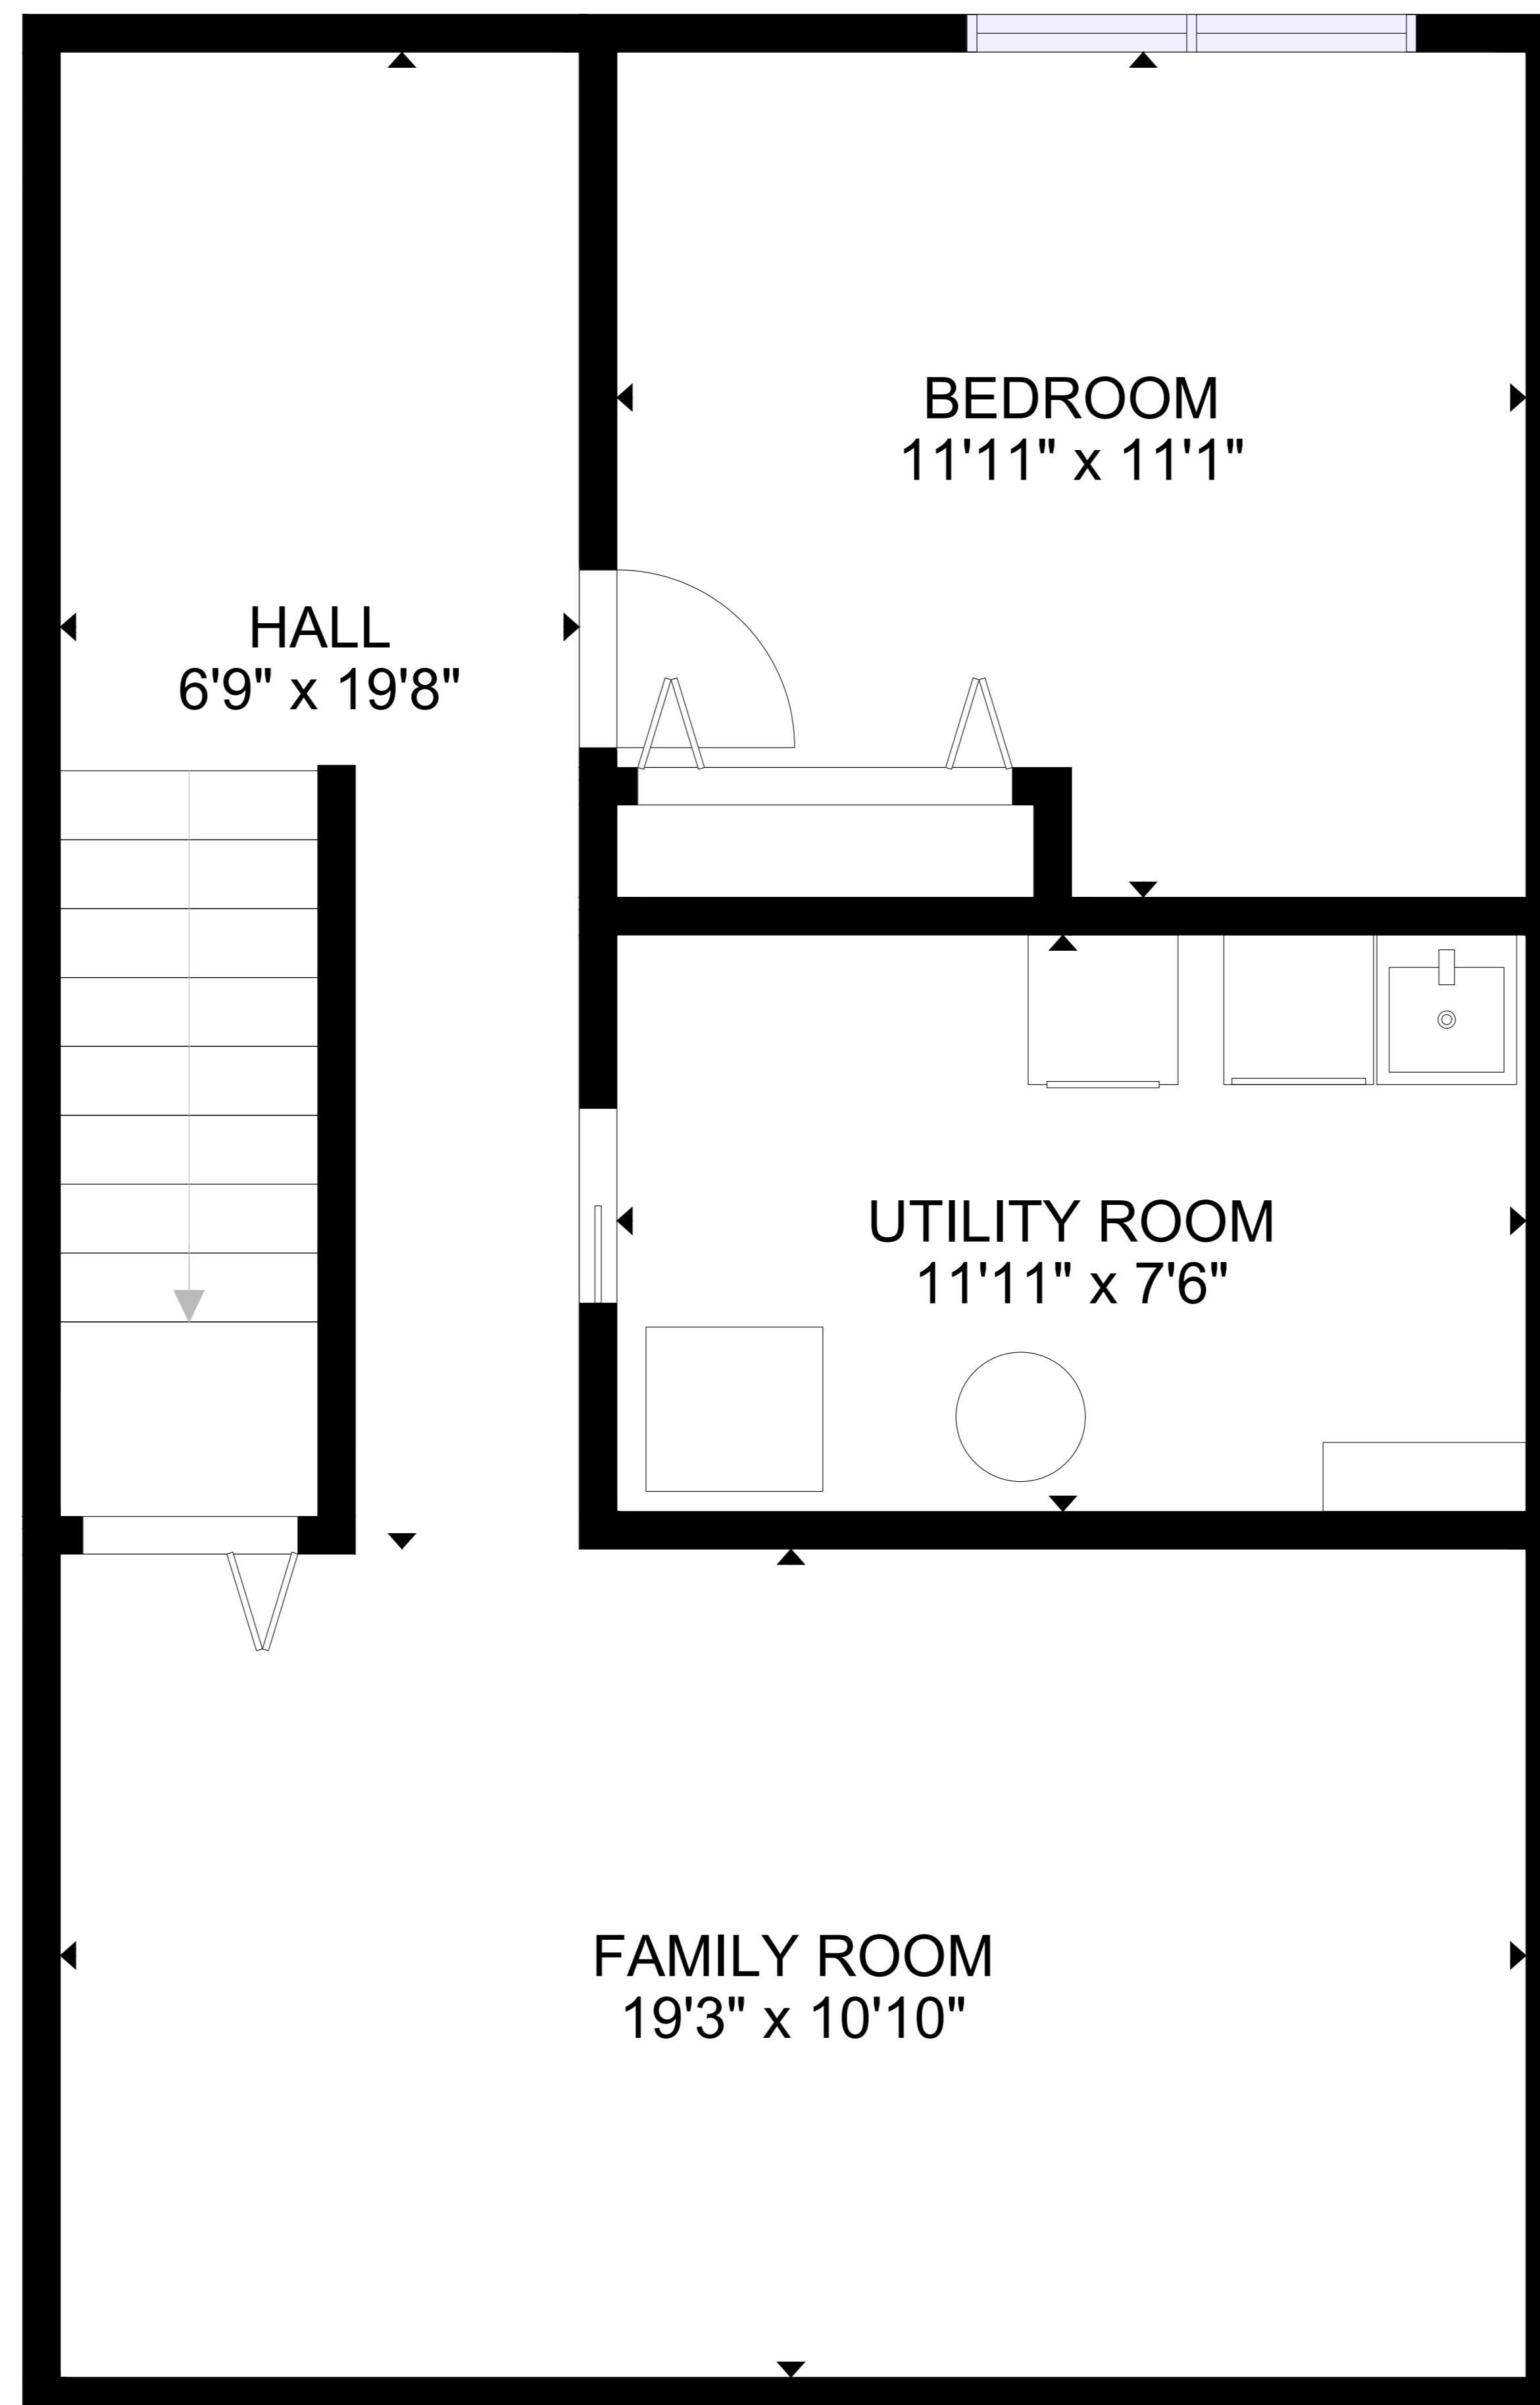 BEDROOM
11'11" x 11'1"
HALL
6'9" x 19'8"
UTILITY ROOM
11'11" x 7'6"
FAMILY ROOM
19'3" x 10'10"